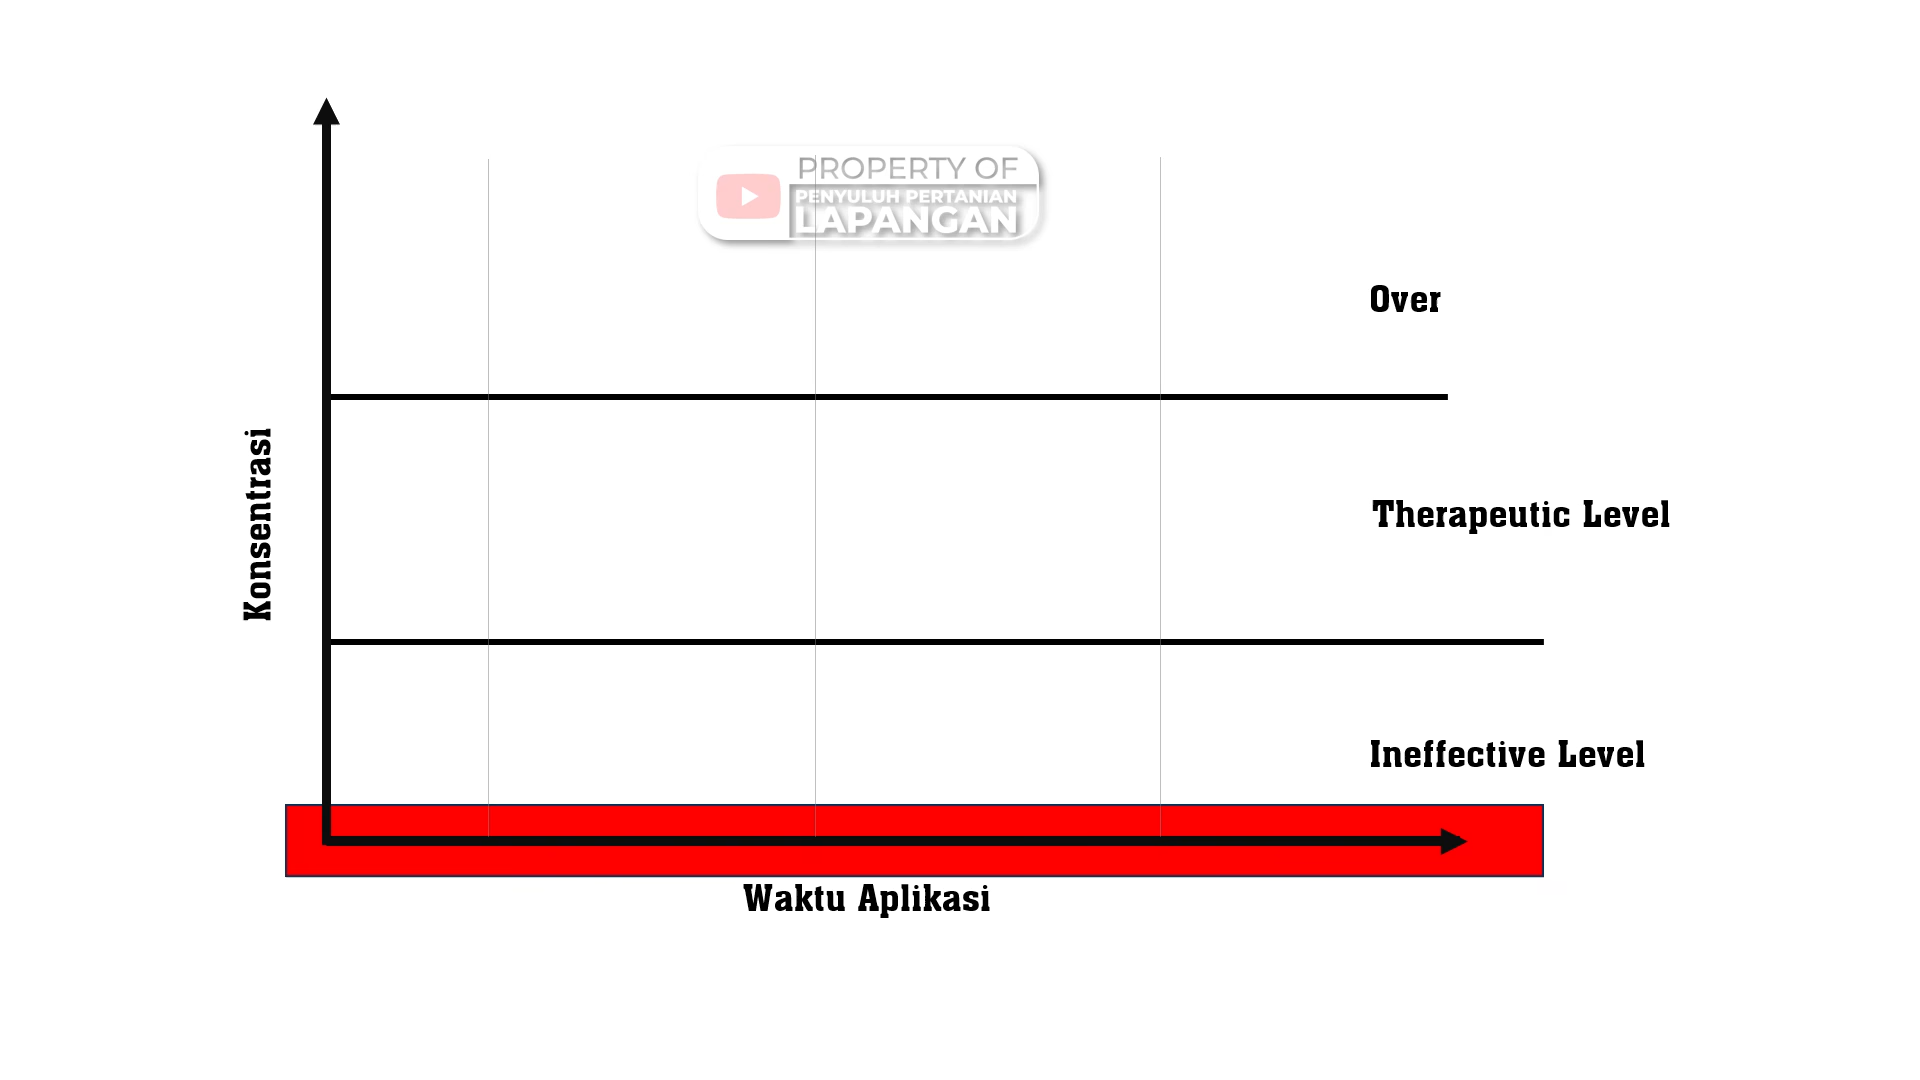 PROPERTY OF
PENYULUH PERTANIAN
LAPANGAN
Over
Konsentrasi
Therapeutic Level
Ineffective Level
Waktu Aplikasi